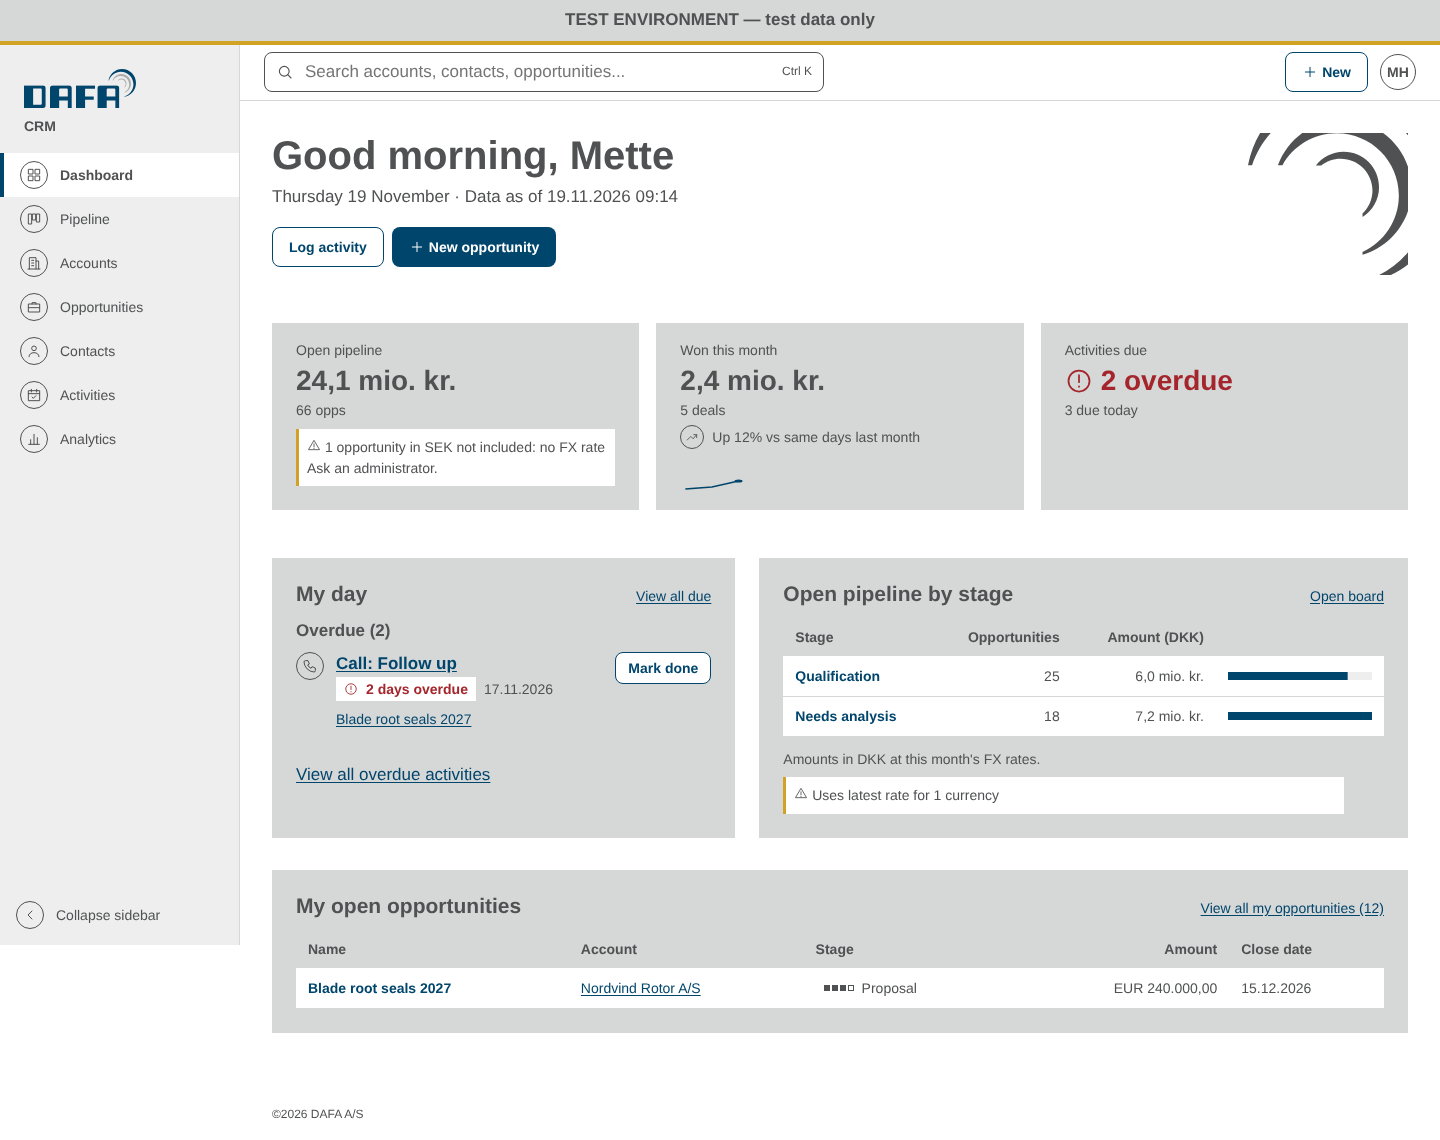 TEST ENVIRONMENT — test data only
DAFA
CRM
Search accounts, contacts, opportunities...
Ctrl K
New
MH
Dashboard
Pipeline
Accounts
Opportunities
Contacts
Activities
Analytics
Collapse sidebar
Good morning, Mette
Thursday 19 November · Data as of 19.11.2026 09:14
Log activity
New opportunity
Open pipeline
24,1 mio. kr.
66 opps
1 opportunity in SEK not included: no FX rate
Ask an administrator.
Won this month
2,4 mio. kr.
5 deals
Up 12% vs same days last month
Activities due
2 overdue
3 due today
My day
View all due
Overdue (2)
Call: Follow up
Mark done
2 days overdue 17.11.2026
Blade root seals 2027
View all overdue activities
Open pipeline by stage
Open board
Stage Opportunities Amount (DKK)
Qualification 25 6,0 mio. kr.
Needs analysis 18 7,2 mio. kr.
Amounts in DKK at this month's FX rates.
Uses latest rate for 1 currency
My open opportunities
View all my opportunities (12)
Name Account Stage Amount Close date
Blade root seals 2027 Nordvind Rotor A/S Proposal EUR 240.000,00 15.12.2026
©2026 DAFA A/S